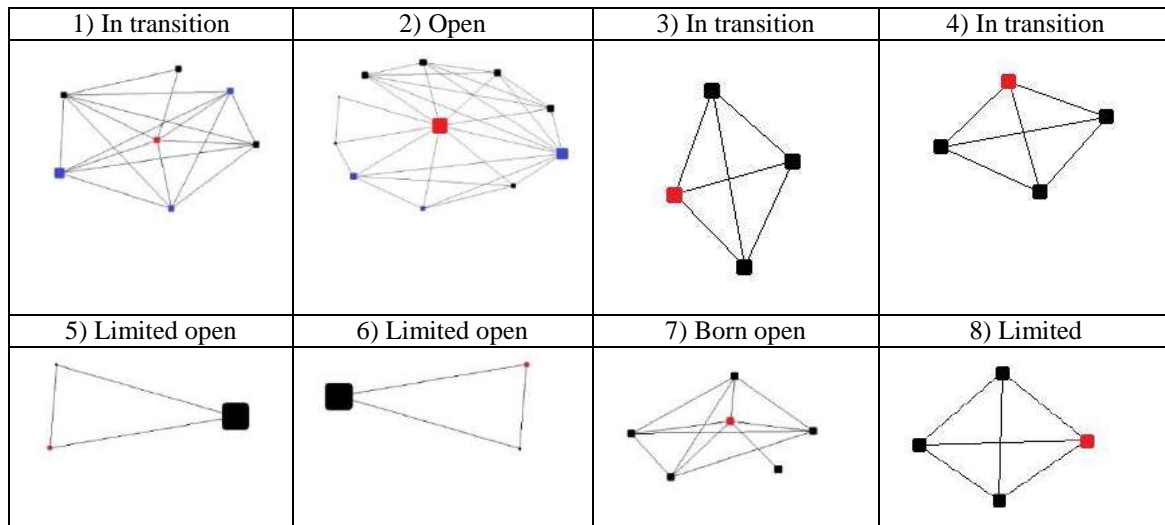 1) In transition
2) Open
3) In transition
4) In transition
5) Limited open
6) Limited open
7) Born open
8) Limited